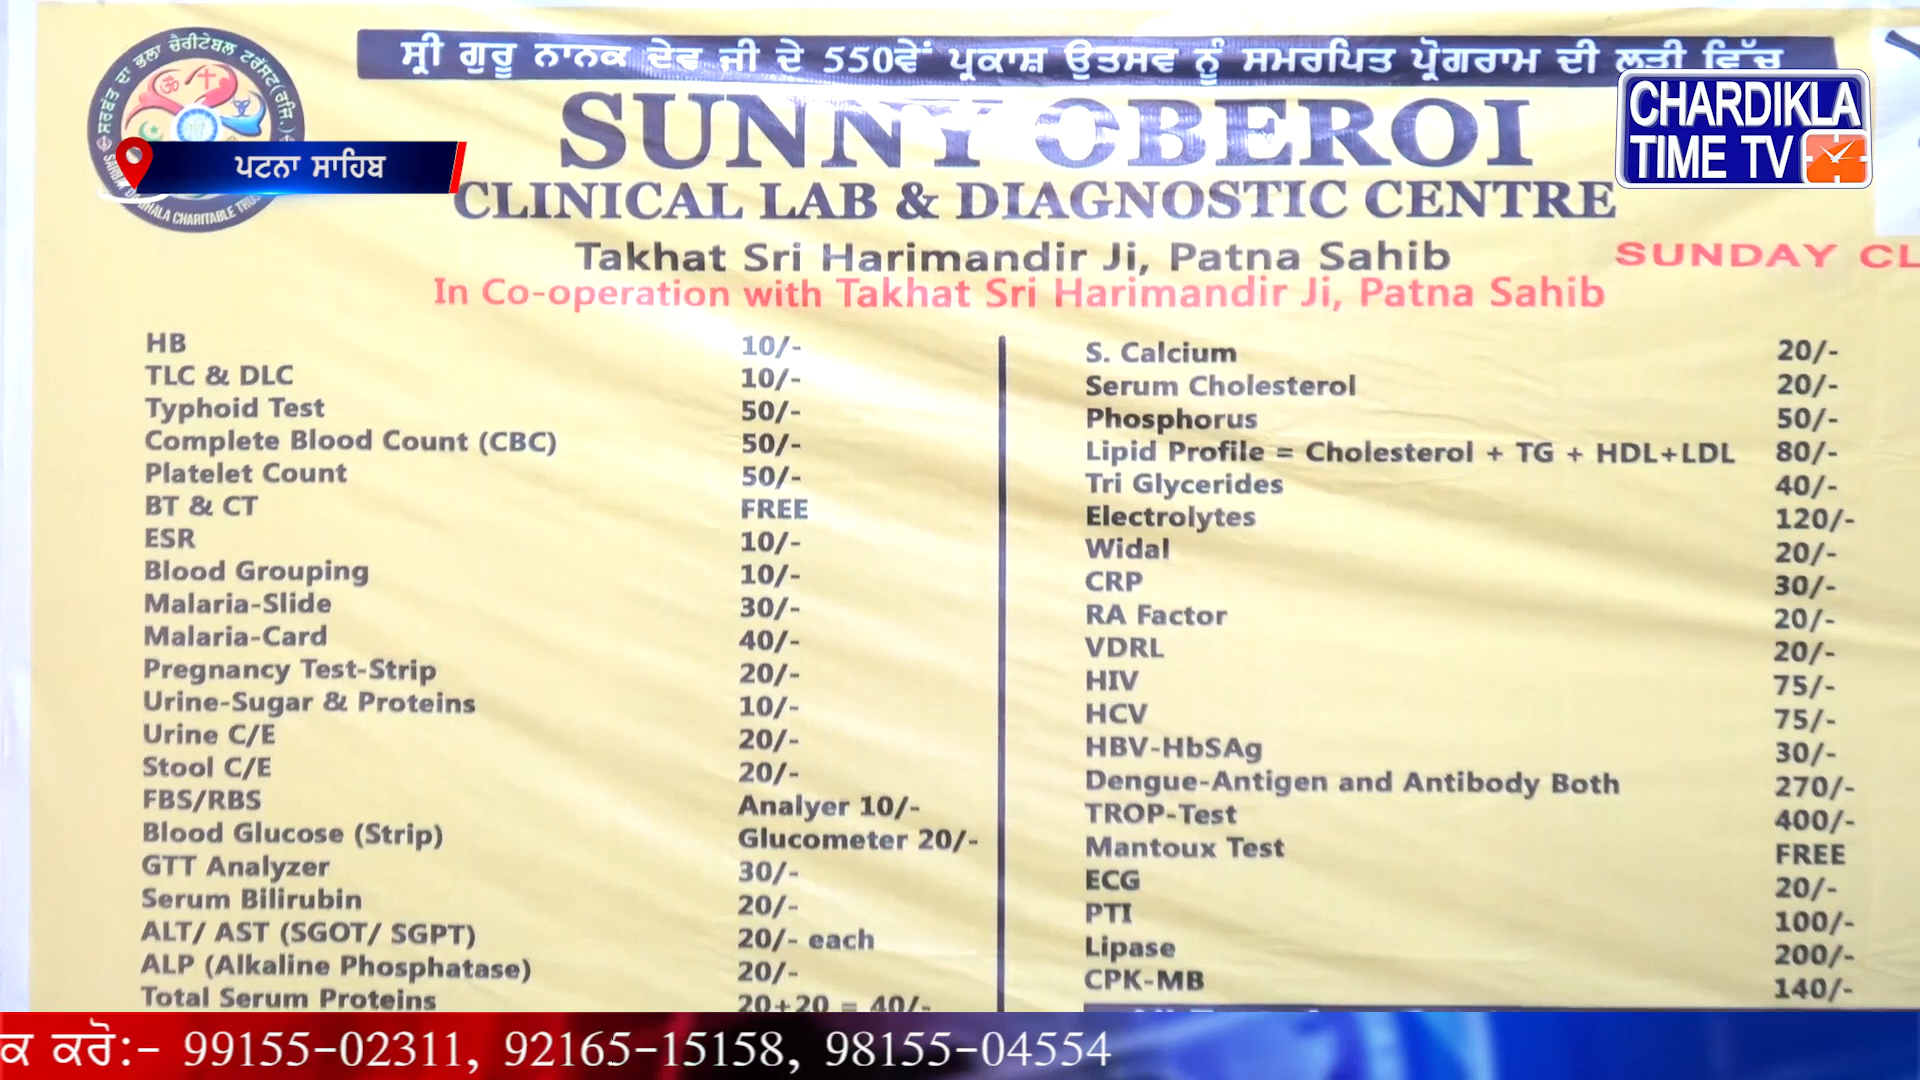 ਸ੍ਰੀ ਗੁਰੂ ਨਾਨਕ ਦੇਵ ਜੀ ਦੇ 550ਵੇਂ ਪ੍ਰਕਾਸ਼ ਉਤਸਵ ਨੂੰ ਸਮਰਪਿਤ ਪ੍ਰੋਗਰਾਮ ਦੀ ਲੜੀ ਵਿੱਚ
ਸਰਬੱਤ ਦਾ ਭਲਾ ਚੈਰੀਟੇਬਲ ਟਰੱਸਟ(ਰਜਿ.)
CHARITABLE
CHARDIKLA
TIME TV
ਪਟਨਾ ਸਾਹਿਬ
SUNNY OBEROI
CLINICAL LAB & DIAGNOSTIC CENTRE
Takhat Sri Harimandir Ji, Patna Sahib
SUNDAY CL
In Co-operation with Takhat Sri Harimandir Ji, Patna Sahib
HB 10/-
TLC & DLC 10/-
Typhoid Test 50/-
Complete Blood Count (CBC) 50/-
Platelet Count 50/-
BT & CT FREE
ESR 10/-
Blood Grouping 10/-
Malaria-Slide 30/-
Malaria-Card 40/-
Pregnancy Test-Strip 20/-
Urine-Sugar & Proteins 10/-
Urine C/E 20/-
Stool C/E 20/-
FBS/RBS Analyer 10/-
Blood Glucose (Strip) Glucometer 20/-
GTT Analyzer 30/-
Serum Bilirubin 20/-
ALT/ AST (SGOT/ SGPT) 20/- each
ALP (Alkaline Phosphatase) 20/-
Total Serum Proteins 20+20 = 40/-
S. Calcium 20/-
Serum Cholesterol 20/-
Phosphorus 50/-
Lipid Profile = Cholesterol + TG + HDL+LDL 80/-
Tri Glycerides 40/-
Electrolytes 120/-
Widal 20/-
CRP 30/-
RA Factor 20/-
VDRL 20/-
HIV 75/-
HCV 75/-
HBV-HbSAg 30/-
Dengue-Antigen and Antibody Both 270/-
TROP-Test 400/-
Mantoux Test FREE
ECG 20/-
PTI 100/-
Lipase 200/-
CPK-MB 140/-
ਕ ਕਰੋ:- 99155-02311, 92165-15158, 98155-04554